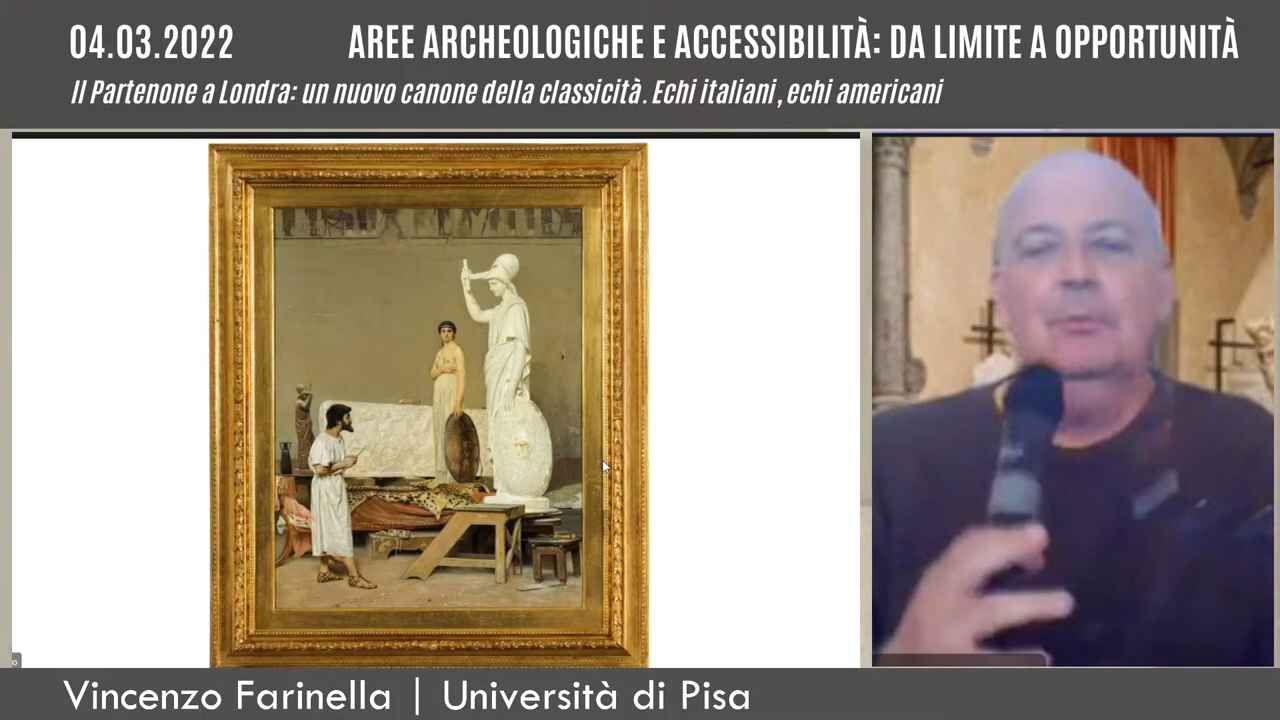 04.03.2022
AREE ARCHEOLOGICHE E ACCESSIBILITÀ: DA LIMITE A OPPORTUNITÀ
Il Partenone a Londra: un nuovo canone della classicità. Echi italiani, echi americani
o
Vincenzo Farinella | Università di Pisa